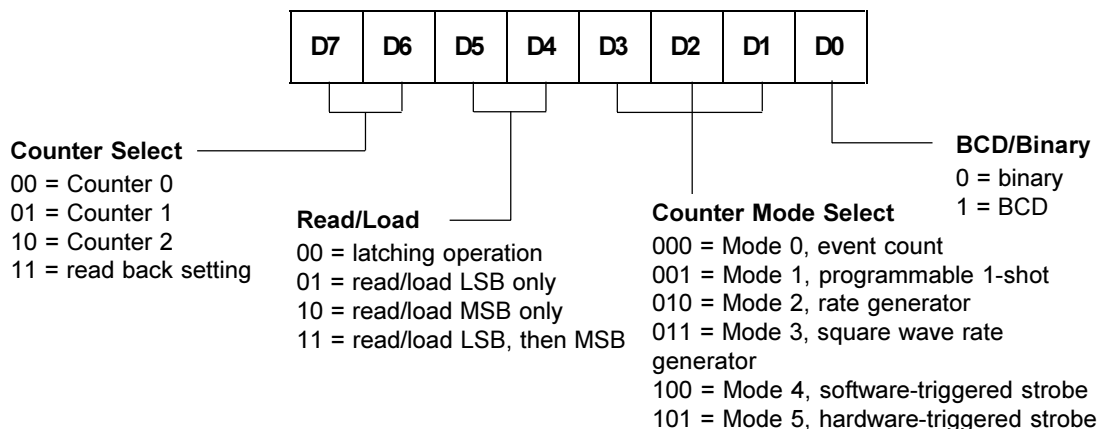 D7 D6 D5 D4 D3 D2 D1 D0
Counter Select
00 = Counter 0
01 = Counter 1
10 = Counter 2
11 = read back setting
Read/Load
00 = latching operation
01 = read/load LSB only
10 = read/load MSB only
11 = read/load LSB, then MSB
Counter Mode Select
000 = Mode 0, event count
001 = Mode 1, programmable 1-shot
010 = Mode 2, rate generator
011 = Mode 3, square wave rate
generator
100 = Mode 4, software-triggered strobe
101 = Mode 5, hardware-triggered strobe
BCD/Binary
0 = binary
1 = BCD